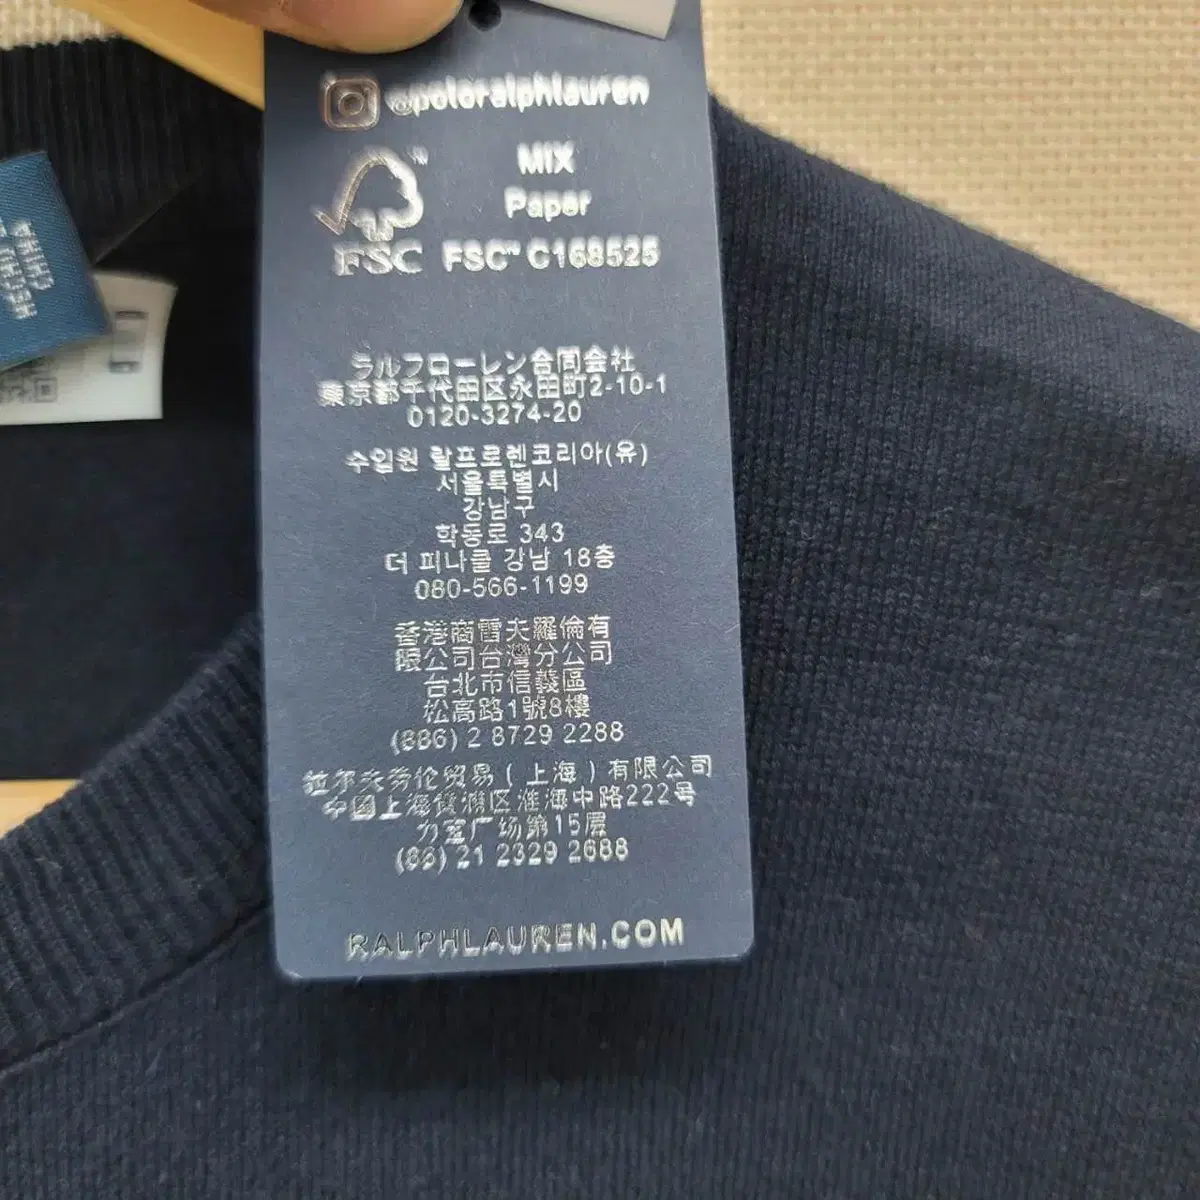 @poloralphlauren
MIX
Paper
FSC
FSC™ C168525
ラルフローレン合同会社
東京都千代田区永田町2-10-1
0120-3274-20
수입원 랄프로렌코리아(유)
서울특별시
강남구
학동로 343
더 피나클 강남 18층
080-566-1199
香港商雷夫羅倫有
限公司台灣分公司
台北市信義區
松高路1號8樓
(886) 2 8729 2288
拉尔夫劳伦贸易(上海)有限公司
中國上海黄浦区淮海中路222号
力宝广场第15层
(86) 21 2329 2688
RALPHLAUREN.COM
CHINE
CHINA